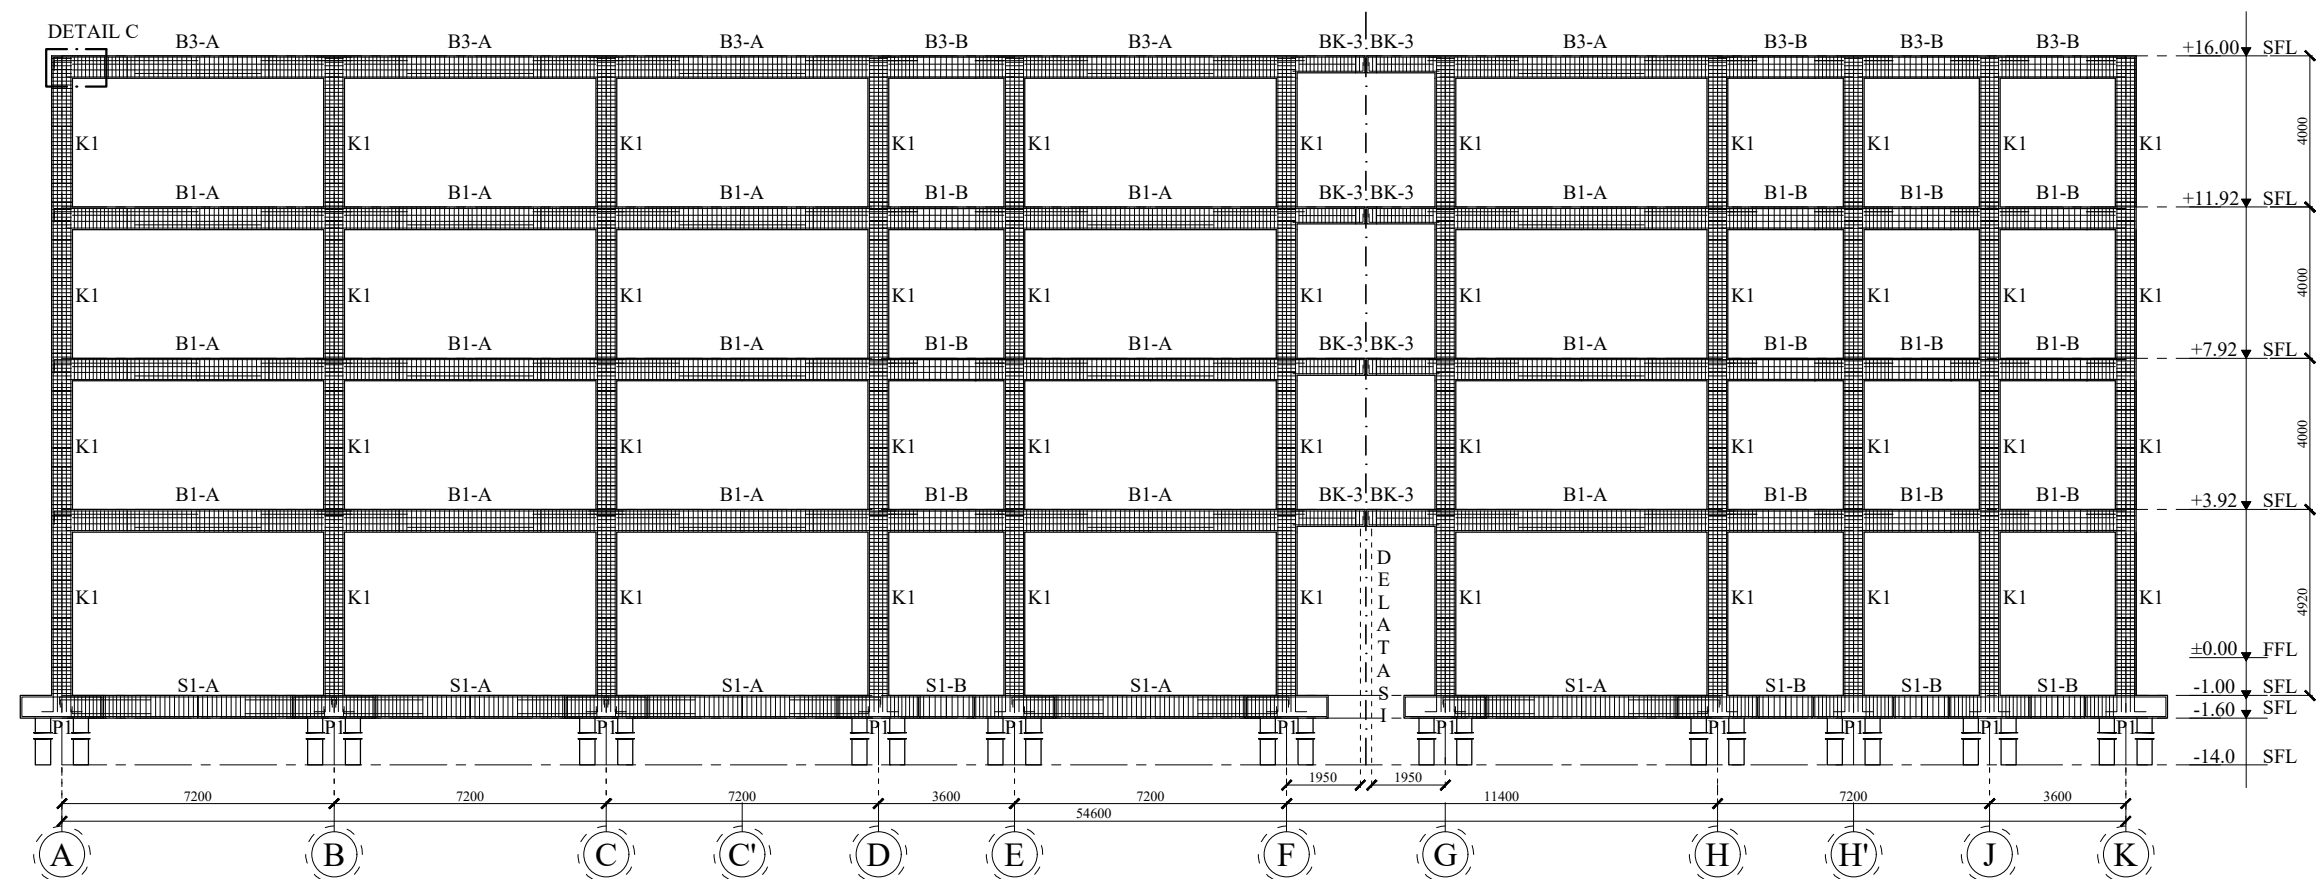 DETAIL C
B3-A B3-A B3-A B3-B B3-A BK-3 BK-3 B3-A B3-B B3-B B3-B +16.00 SFL
K1 K1 K1 K1 K1 K1 K1 K1 K1 K1 K1 4000
B1-A B1-A B1-A B1-B B1-A BK-3 BK-3 B1-A B1-B B1-B B1-B +11.92 SFL
K1 K1 K1 K1 K1 K1 K1 K1 K1 K1 K1 4000
B1-A B1-A B1-A B1-B B1-A BK-3 BK-3 B1-A B1-B B1-B B1-B +7.92 SFL
K1 K1 K1 K1 K1 K1 K1 K1 K1 K1 K1 4000
B1-A B1-A B1-A B1-B B1-A BK-3 BK-3 B1-A B1-B B1-B B1-B +3.92 SFL
DELATASI
K1 K1 K1 K1 K1 K1 K1 K1 K1 K1 K1 4920
±0.00 FFL
S1-A S1-A S1-A S1-B S1-A S1-A S1-B S1-B S1-B -1.00 SFL
-1.60 SFL
P1 P1 P1 P1 P1 P1 P1 P1 P1 P1 P1
-14.0 SFL
1950 1950
7200 7200 7200 3600 7200 11400 7200 3600
54600
A B C C' D E F G H H' J K